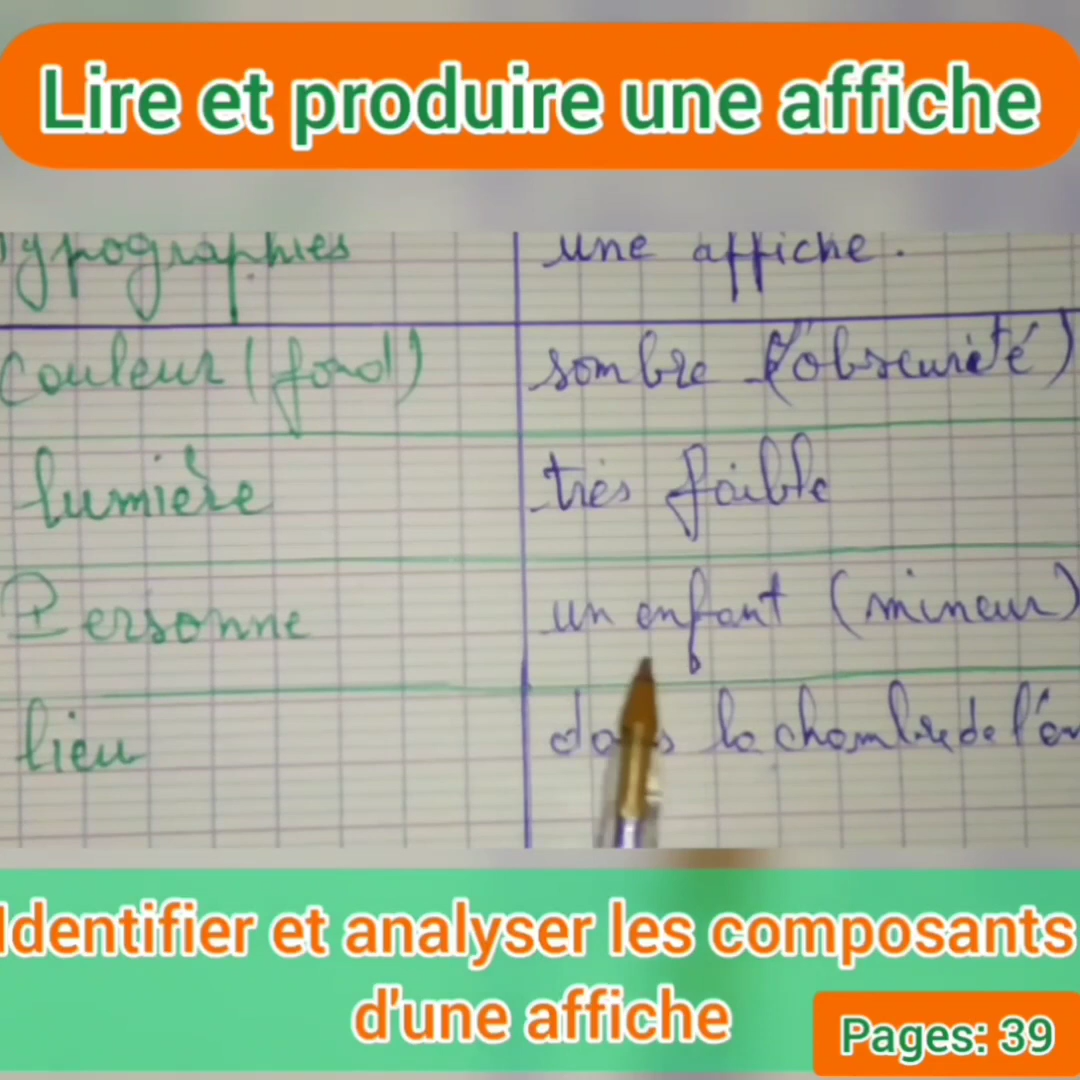 Lire et produire une affiche
Typographies une affiche.
Couleur (fond) sombre (l'obscurité)
lumière très faible
Personne un enfant (mineur)
lieu dans la chambre de
Identifier et analyser les composants
d'une affiche
Pages: 39